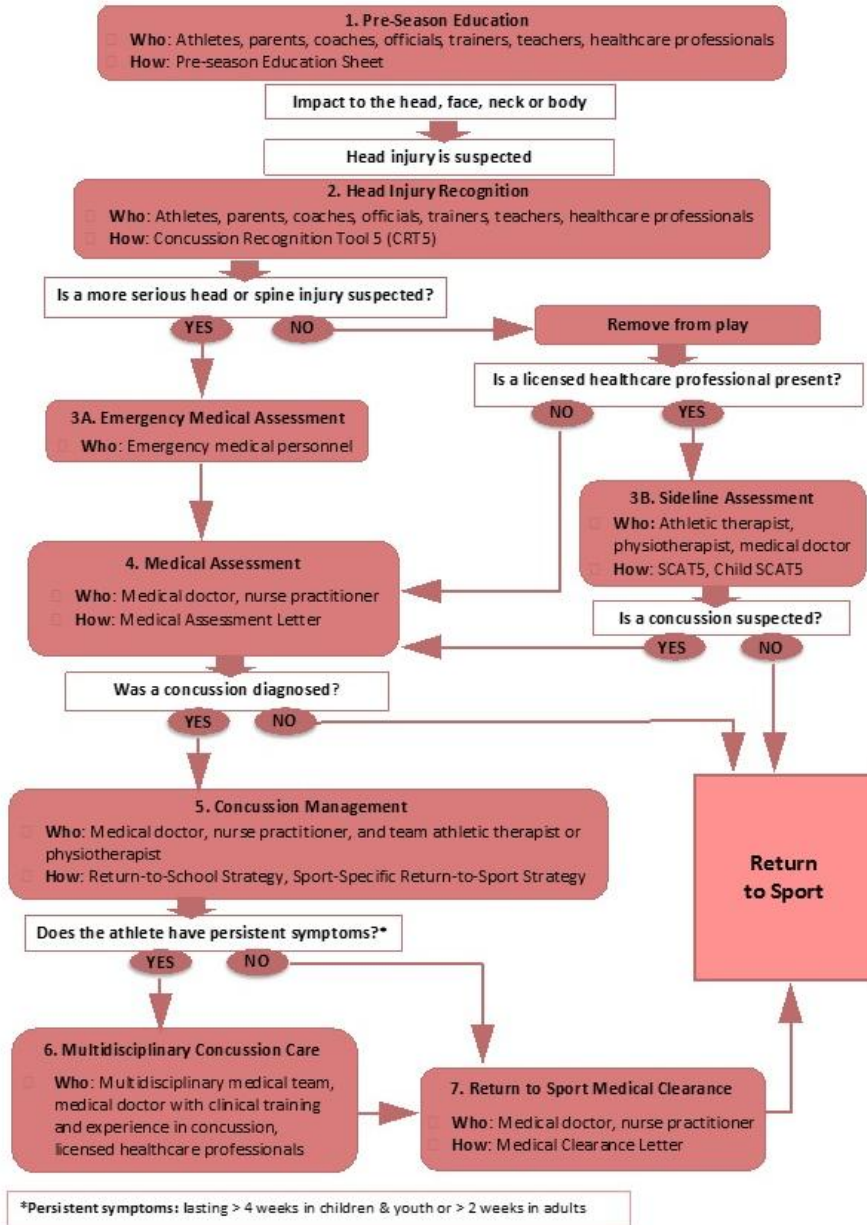 1. Pre-Season Education
Who: Athletes, parents, coaches, officials, trainers, teachers, healthcare professionals
How: Pre-season Education Sheet
Impact to the head, face, neck or body
Head injury is suspected
2. Head Injury Recognition
Who: Athletes, parents, coaches, officials, trainers, teachers, healthcare professionals
How: Concussion Recognition Tool 5 (CRT5)
Is a more serious head or spine injury suspected?
YES
NO
Remove from play
Is a licensed healthcare professional present?
NO
YES
3A. Emergency Medical Assessment
Who: Emergency medical personnel
3B. Sideline Assessment
Who: Athletic therapist,
physiotherapist, medical doctor
How: SCAT5, Child SCAT5
Is a concussion suspected?
YES
NO
4. Medical Assessment
Who: Medical doctor, nurse practitioner
How: Medical Assessment Letter
Was a concussion diagnosed?
YES
NO
5. Concussion Management
Who: Medical doctor, nurse practitioner, and team athletic therapist or
physiotherapist
How: Return-to-School Strategy, Sport-Specific Return-to-Sport Strategy
Return
to Sport
Does the athlete have persistent symptoms?*
YES
NO
6. Multidisciplinary Concussion Care
Who: Multidisciplinary medical team,
medical doctor with clinical training
and experience in concussion,
licensed healthcare professionals
7. Return to Sport Medical Clearance
Who: Medical doctor, nurse practitioner
How: Medical Clearance Letter
*Persistent symptoms: lasting > 4 weeks in children & youth or > 2 weeks in adults